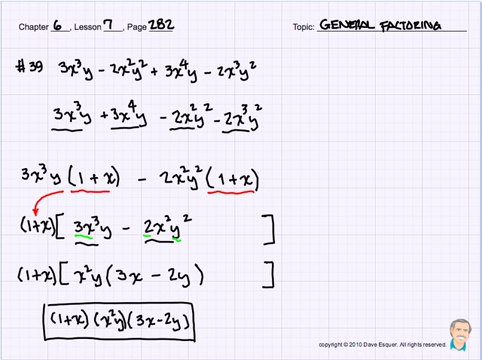 Chapter 6, Lesson 7, Page 282 Topic: GENERAL FACTORING
#39 3x³y - 2x²y² + 3x⁴y - 2x³y²
3x³y + 3x⁴y - 2x²y² - 2x³y²
3x³y (1+x) - 2x²y² (1+x)
(1+x)[ 3x³y - 2x²y² ]
(1+x)[ x²y (3x - 2y) ]
(1+x)(x²y)(3x-2y)
copyright © 2010 Dave Esquer. All rights reserved.